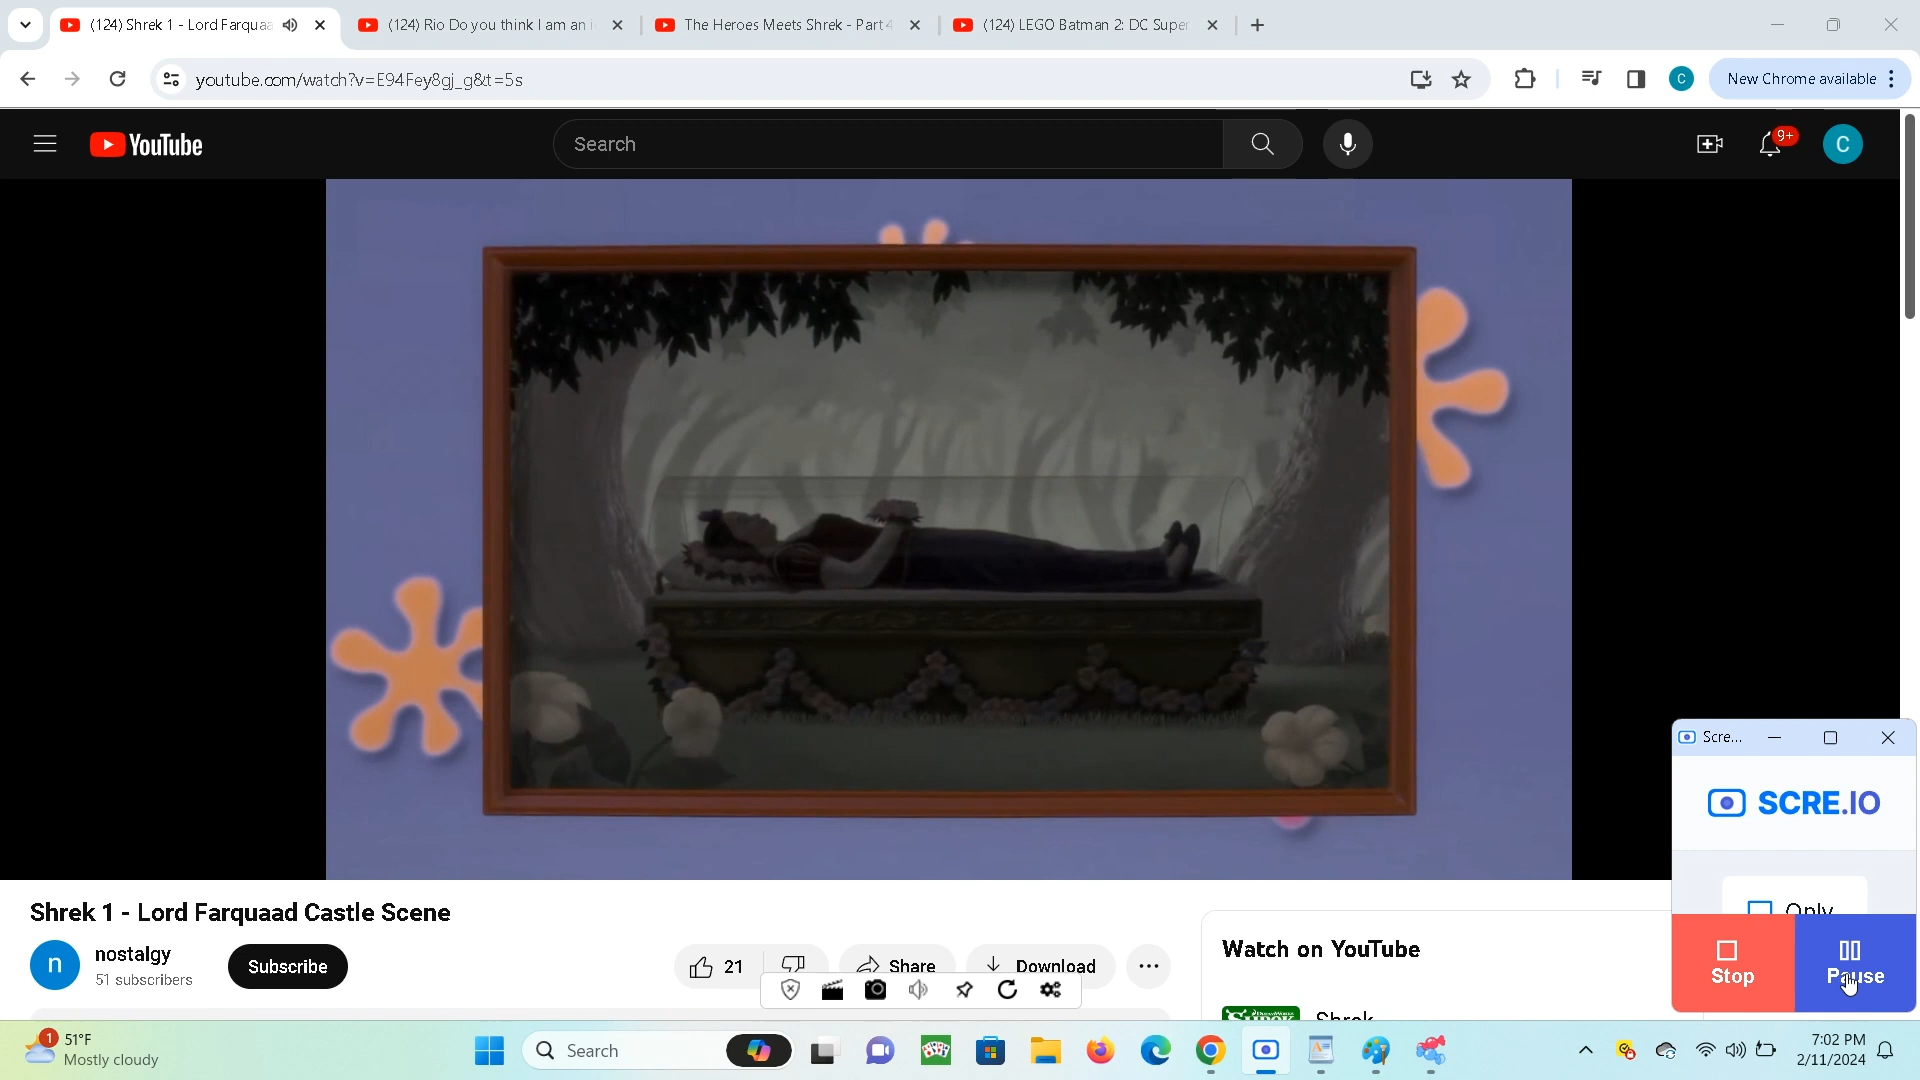 (124) Shrek 1 - Lord Farquaa
(124) Rio Do you think I am an i
The Heroes Meets Shrek - Part 4
(124) LEGO Batman 2: DC Super
youtube.com/watch?v=E94Fey8gj_g&t=5s
C
New Chrome available
YouTube
Search
9+
C
Scre...
SCRE.IO
Only
Stop
Pause
Shrek 1 - Lord Farquaad Castle Scene
n
nostalgy
51 subscribers
Subscribe
21
Share
Download
Watch on YouTube
SHREK
Shrek
1
51°F
Mostly cloudy
Search
7:02 PM
2/11/2024